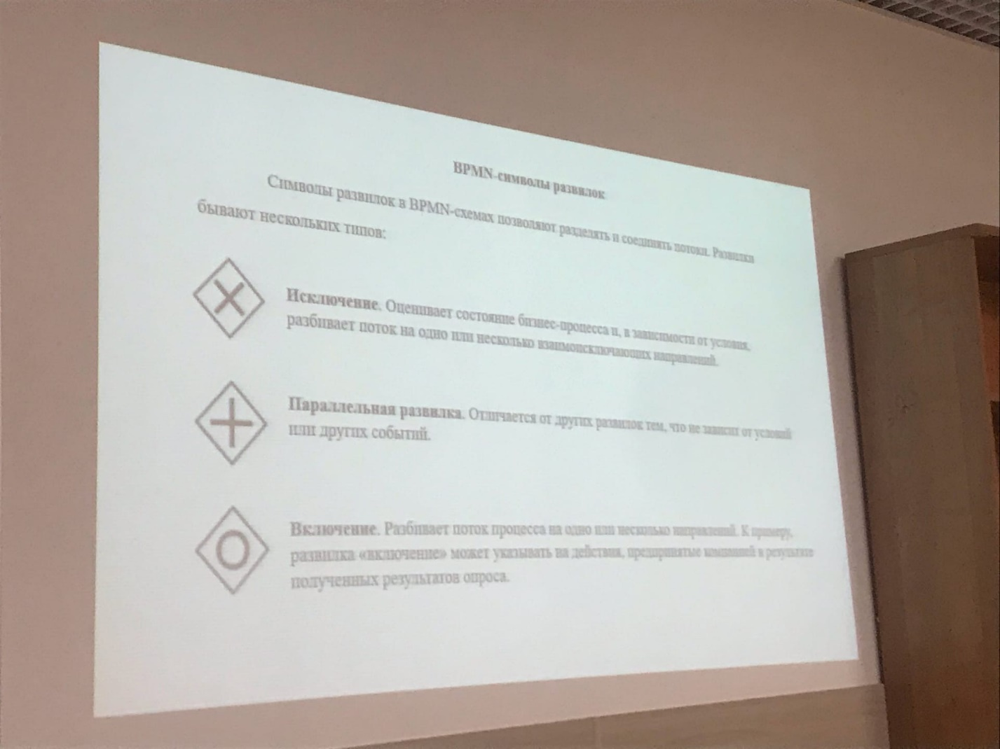 BPMN-символы развилок
Символы развилок в BPMN-схемах позволяют разделять и соединять потоки. Развилки
бывают нескольких типов:
Исключение. Оценивает состояние бизнес-процесса и, в зависимости от условия,
разбивает поток на одно или несколько взаимоисключающих направлений.
Параллельная развилка. Отличается от других развилок тем, что не зависит от условий
или других событий.
Включение. Разбивает поток процесса на одно или несколько направлений. К примеру,
развилка «включение» может указывать на действия, предпринятые компанией в результате
полученных результатов опроса.